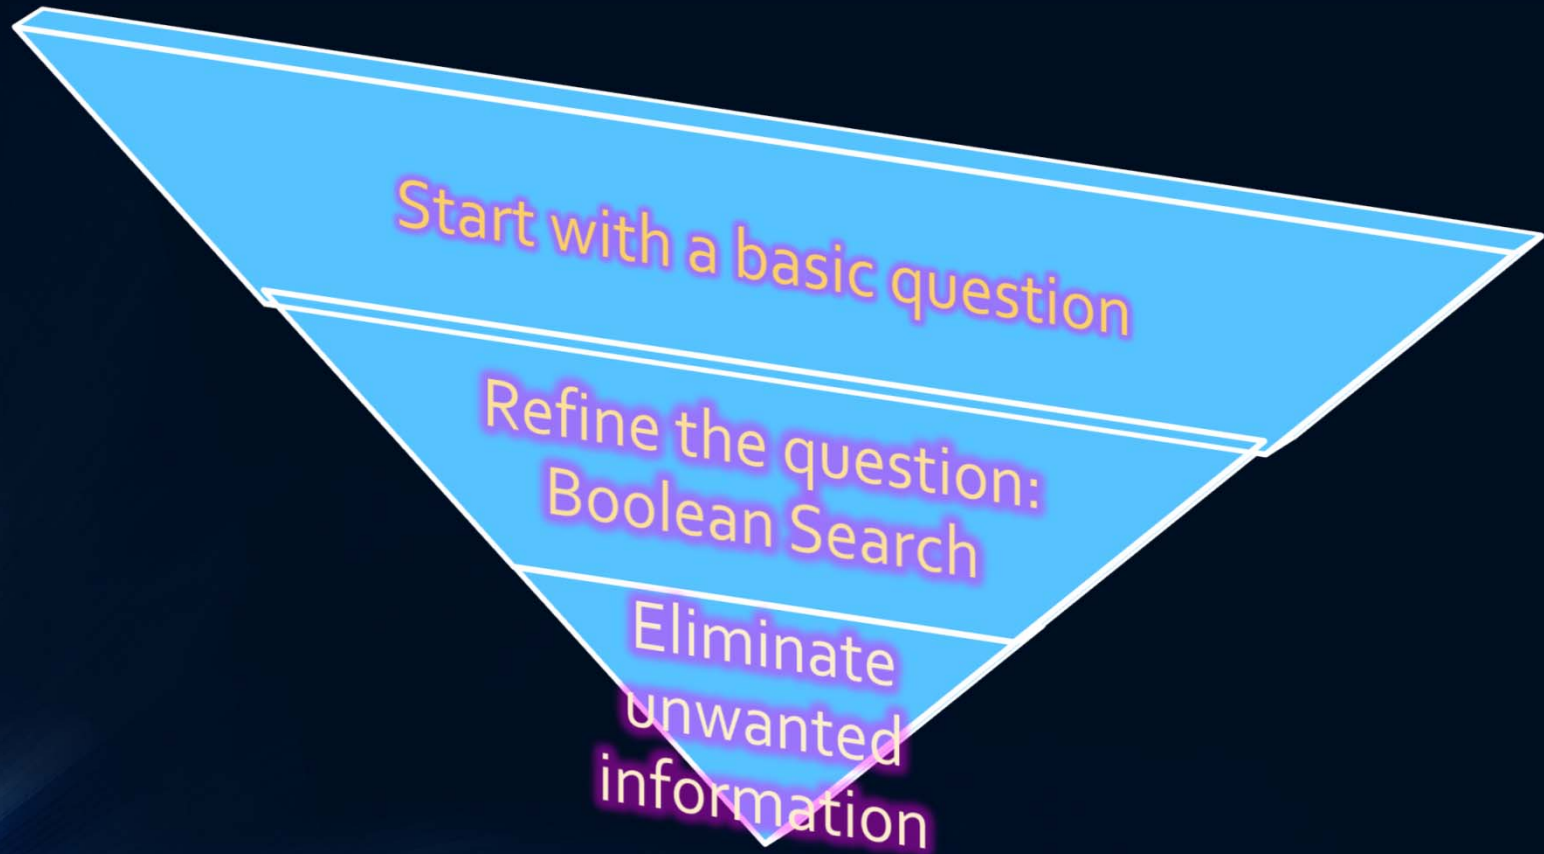 Start with a basic question
Refine the question:
Boolean Search
Eliminate
unwanted
information